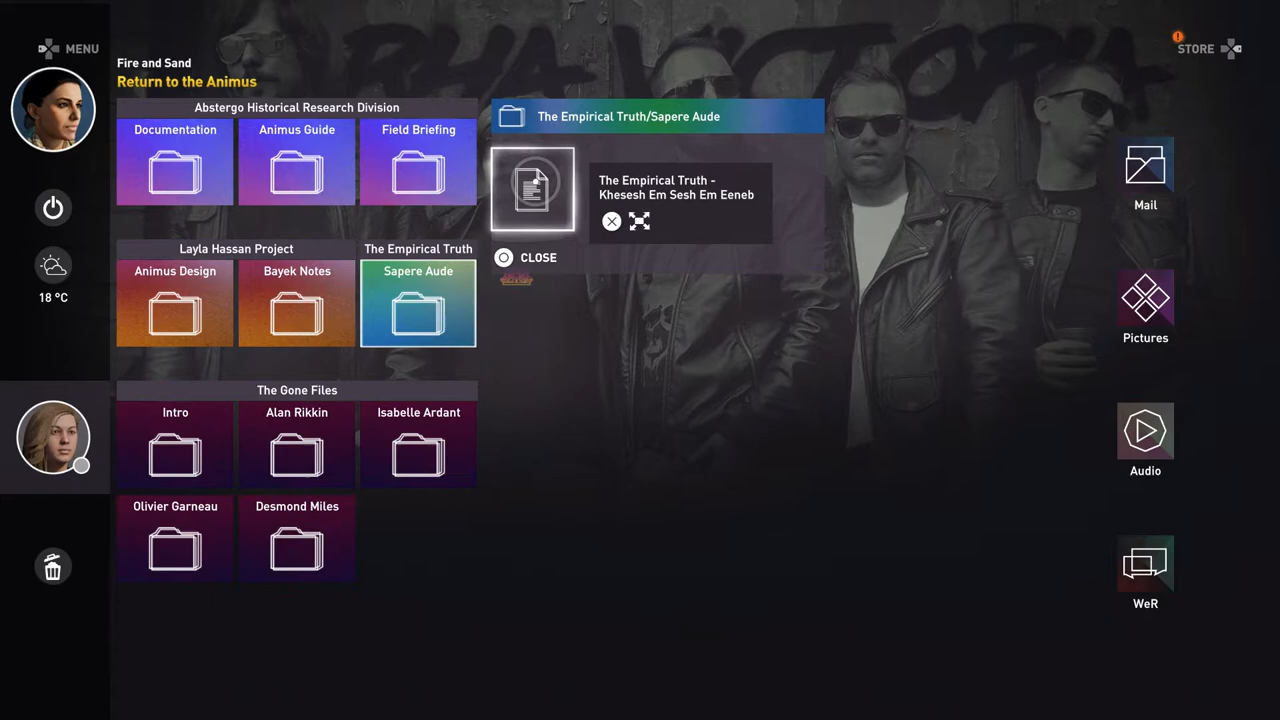 MENU
STORE
Fire and Sand
Return to the Animus
Abstergo Historical Research Division
Documentation
Animus Guide
Field Briefing
Layla Hassan Project
The Empirical Truth
Animus Design
Bayek Notes
Sapere Aude
The Gone Files
Intro
Alan Rikkin
Isabelle Ardant
Olivier Garneau
Desmond Miles
18 °C
The Empirical Truth/Sapere Aude
The Empirical Truth -
Khesesh Em Sesh Em Eeneb
CLOSE
Mail
Pictures
Audio
WeR